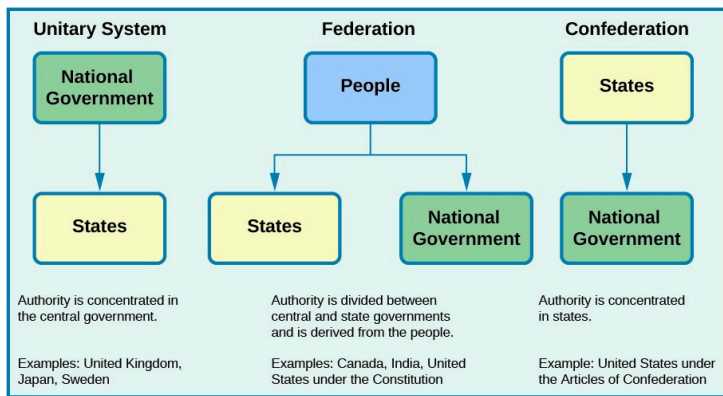 Unitary System
National
Government
States
Authority is concentrated in
the central government.
Examples: United Kingdom,
Japan, Sweden
Federation
People
States
National
Government
Authority is divided between
central and state governments
and is derived from the people.
Examples: Canada, India, United
States under the Constitution
Confederation
States
National
Government
Authority is concentrated
in states.
Example: United States under
the Articles of Confederation